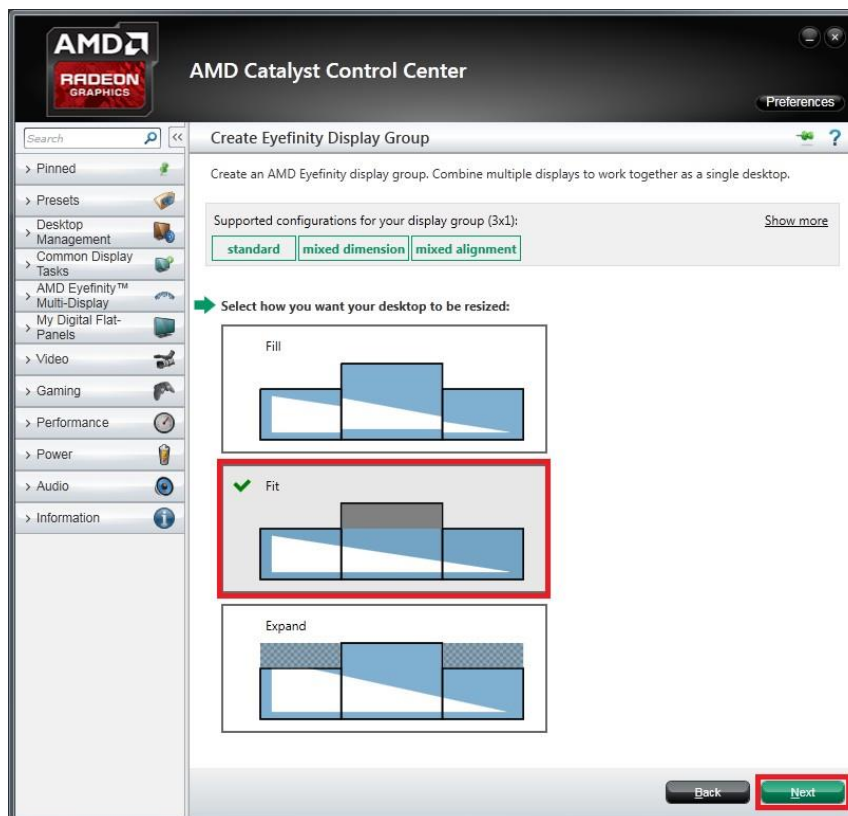 AMD
RADEON
GRAPHICS
AMD Catalyst Control Center
Preferences
Search
<<
Create Eyefinity Display Group
?
> Pinned
> Presets
> Desktop
Management
> Common Display
Tasks
> AMD Eyefinity™
Multi-Display
> My Digital Flat-
Panels
> Video
> Gaming
> Performance
> Power
> Audio
> Information
Create an AMD Eyefinity display group. Combine multiple displays to work together as a single desktop.
Supported configurations for your display group (3x1):
Show more
standard
mixed dimension
mixed alignment
Select how you want your desktop to be resized:
Fill
Fit
Expand
Back
Next